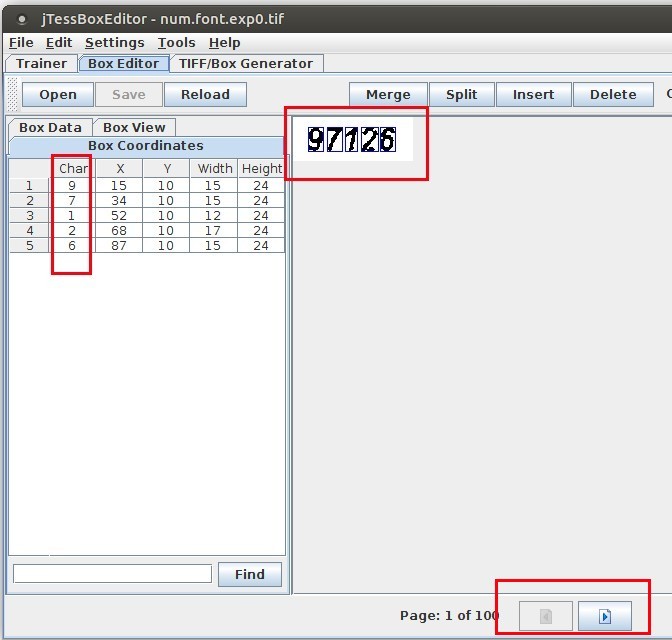 jTessBoxEditor - num.font.exp0.tif
File Edit Settings Tools Help
Trainer Box Editor TIFF/Box Generator
Open Save Reload Merge Split Insert Delete
Box Data Box View
Box Coordinates
Char X Y Width Height
1 9 15 10 15 24
2 7 34 10 15 24
3 1 52 10 12 24
4 2 68 10 17 24
5 6 87 10 15 24
97126
Find
Page: 1 of 100